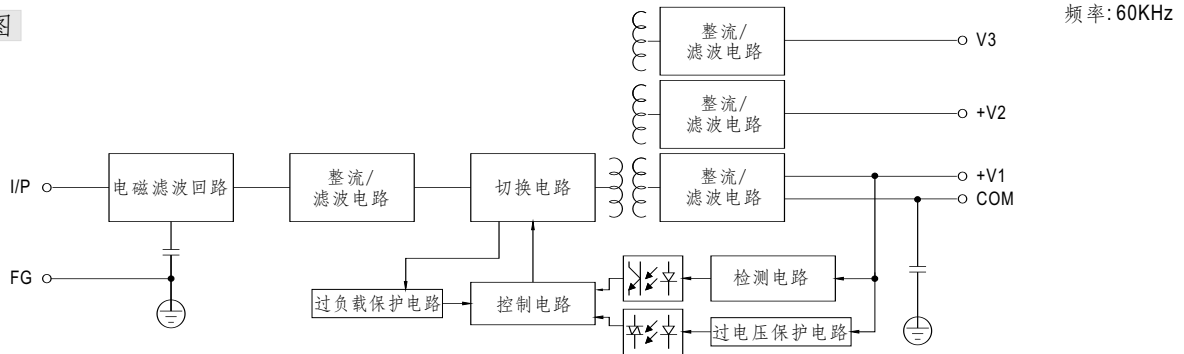 图
频率:60KHz
整流/
滤波电路
V3
整流/
滤波电路
+V2
I/P
电磁滤波回路
整流/
滤波电路
切换电路
整流/
滤波电路
+V1
COM
FG
过负载保护电路
控制电路
检测电路
过电压保护电路